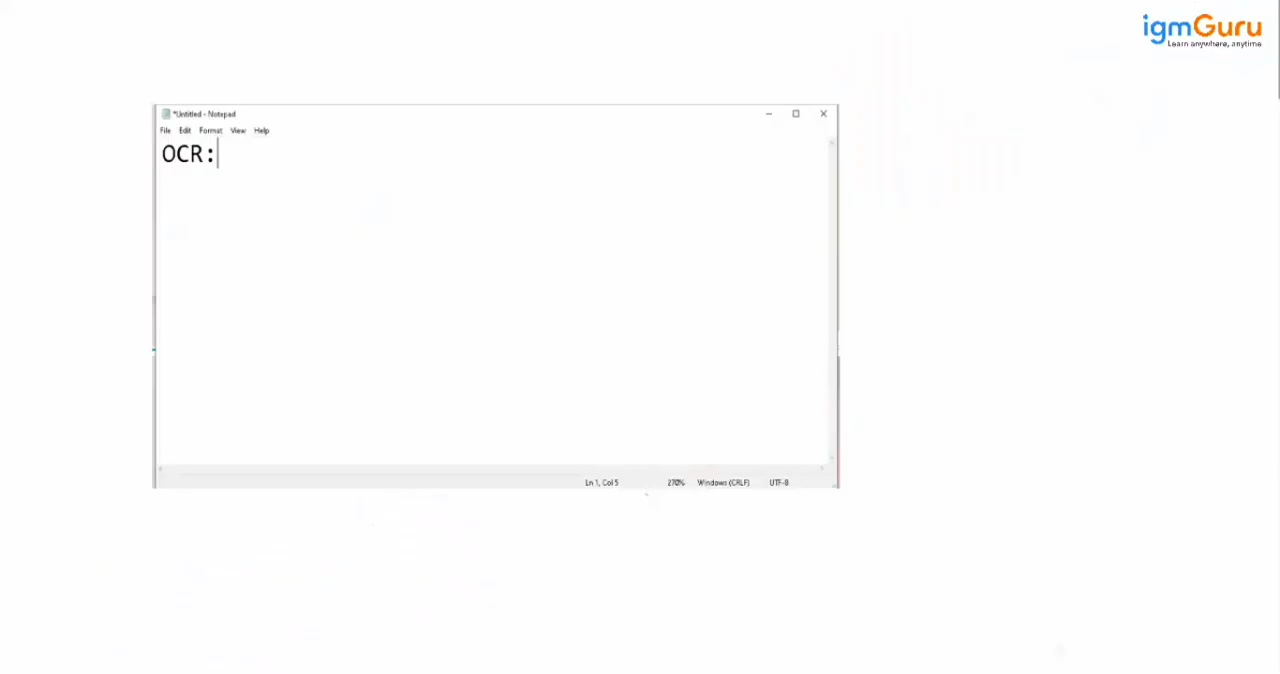 igmGuru
Learn anywhere, anytime
*Untitled - Notepad
File Edit Format View Help
OCR:
Ln 1, Col 5 270% Windows (CRLF) UTF-8